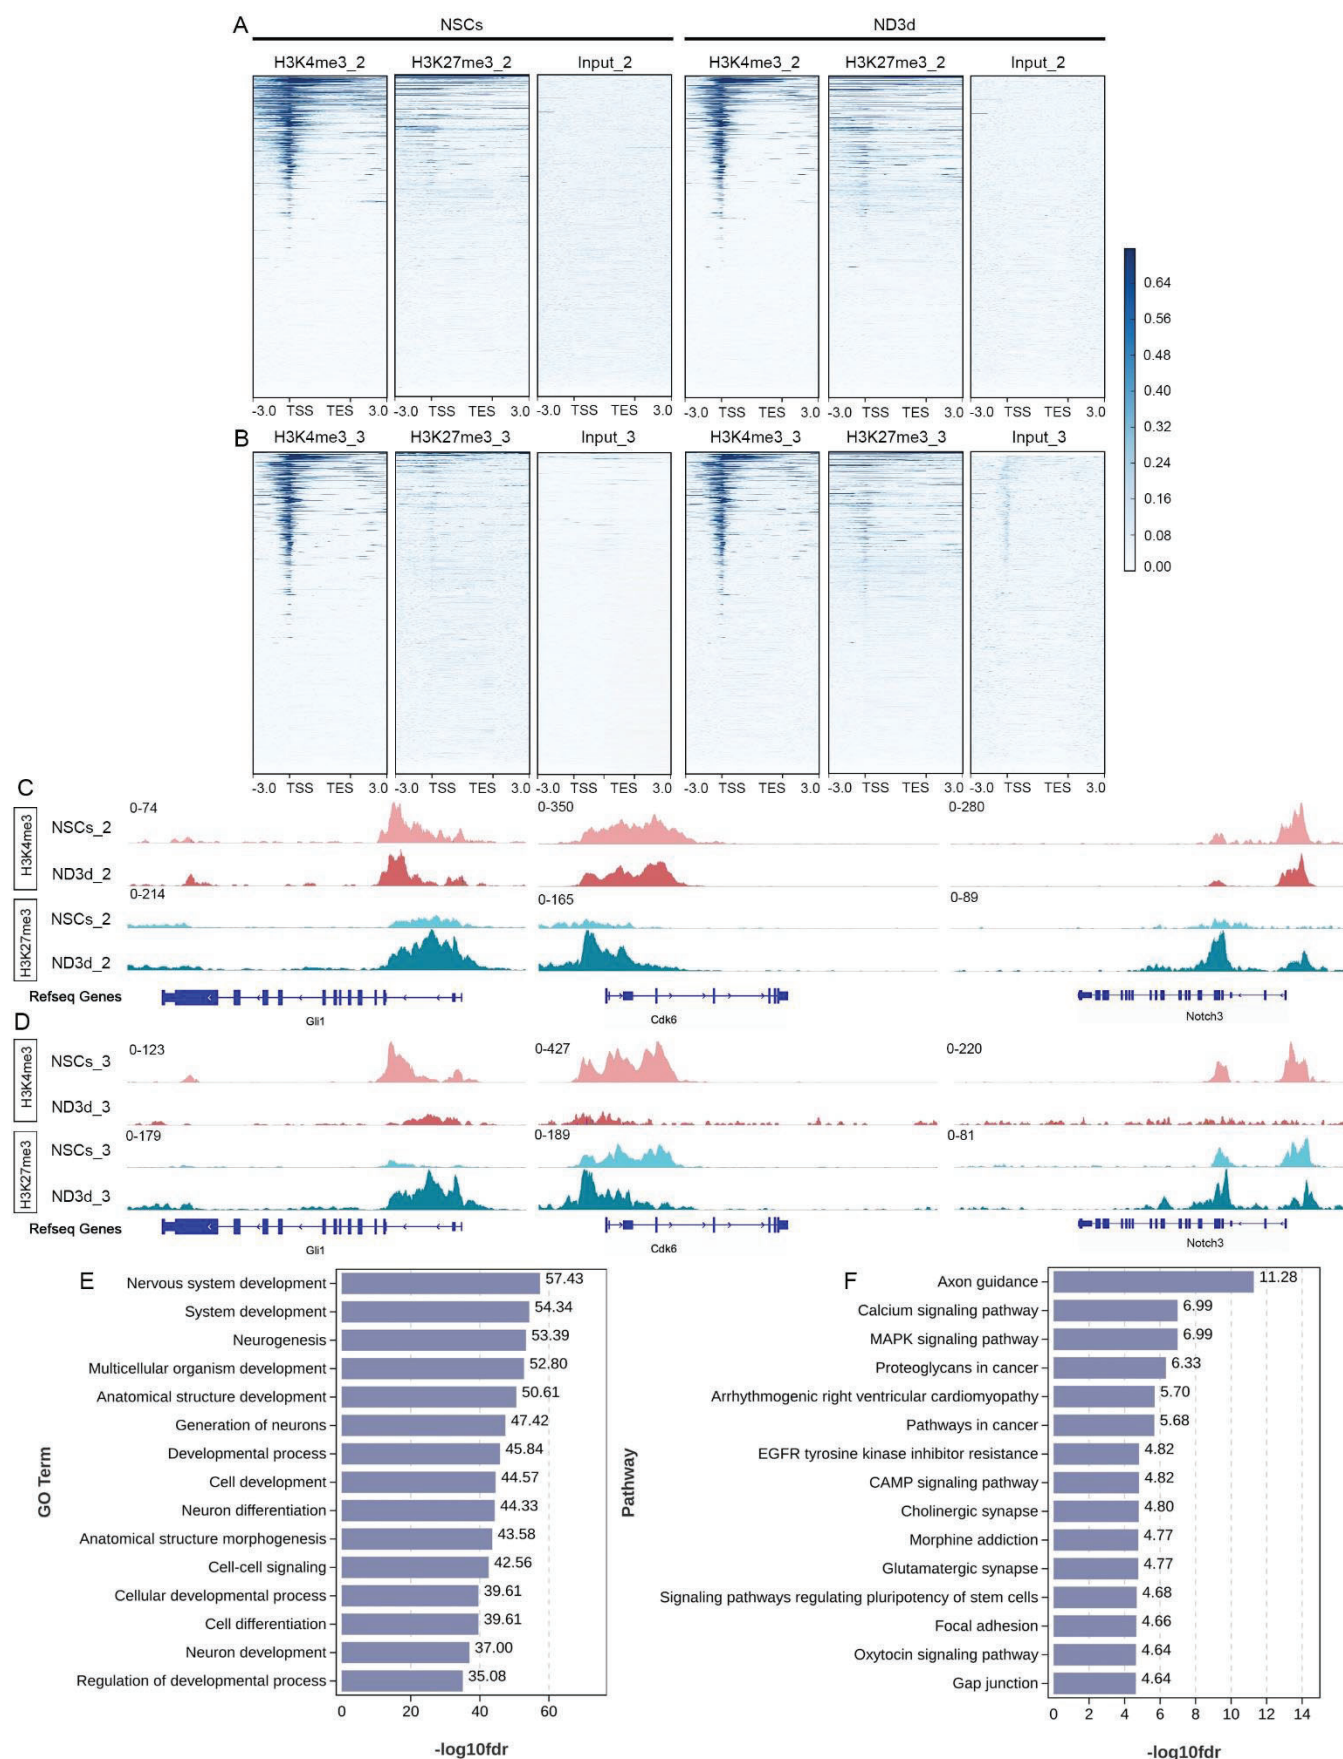 A
NSCs
ND3d
H3K4me3_2
H3K27me3_2
Input_2
H3K4me3_2
H3K27me3_2
Input_2
0.64
0.56
0.48
0.40
0.32
0.24
0.16
0.08
0.00
-3.0 TSS TES 3.0
-3.0 TSS TES 3.0
-3.0 TSS TES 3.0
-3.0 TSS TES 3.0
-3.0 TSS TES 3.0
-3.0 TSS TES 3.0
B
H3K4me3_3
H3K27me3_3
Input_3
H3K4me3_3
H3K27me3_3
Input_3
-3.0 TSS TES 3.0
-3.0 TSS TES 3.0
-3.0 TSS TES 3.0
-3.0 TSS TES 3.0
-3.0 TSS TES 3.0
-3.0 TSS TES 3.0
C
H3K4me3
NSCs_2
0-74
0-350
0-280
ND3d_2
H3K27me3
0-214
0-165
0-89
NSCs_2
ND3d_2
Refseq Genes
Gli1
Cdk6
Notch3
D
H3K4me3
NSCs_3
0-123
0-427
0-220
ND3d_3
H3K27me3
0-179
0-189
0-81
NSCs_3
ND3d_3
Refseq Genes
Gli1
Cdk6
Notch3
E
GO Term
Nervous system development 57.43
System development 54.34
Neurogenesis 53.39
Multicellular organism development 52.80
Anatomical structure development 50.61
Generation of neurons 47.42
Developmental process 45.84
Cell development 44.57
Neuron differentiation 44.33
Anatomical structure morphogenesis 43.58
Cell-cell signaling 42.56
Cellular developmental process 39.61
Cell differentiation 39.61
Neuron development 37.00
Regulation of developmental process 35.08
0 20 40 60
-log10fdr
F
Pathway
Axon guidance 11.28
Calcium signaling pathway 6.99
MAPK signaling pathway 6.99
Proteoglycans in cancer 6.33
Arrhythmogenic right ventricular cardiomyopathy 5.70
Pathways in cancer 5.68
EGFR tyrosine kinase inhibitor resistance 4.82
CAMP signaling pathway 4.82
Cholinergic synapse 4.80
Morphine addiction 4.77
Glutamatergic synapse 4.77
Signaling pathways regulating pluripotency of stem cells 4.68
Focal adhesion 4.66
Oxytocin signaling pathway 4.64
Gap junction 4.64
0 2 4 6 8 10 12 14
-log10fdr